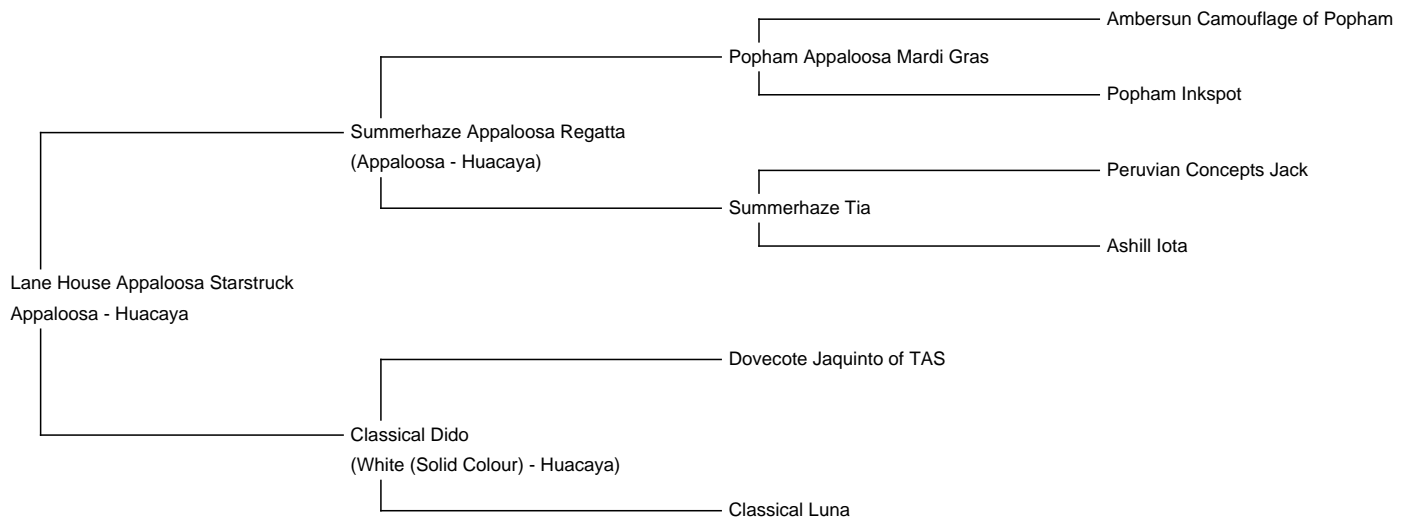 Ambersun Camouflage of Popham
Popham Appaloosa Mardi Gras
Popham Inkspot
Summerhaze Appaloosa Regatta
(Appaloosa - Huacaya)
Peruvian Concepts Jack
Summerhaze Tia
Ashill Iota
Lane House Appaloosa Starstruck
Appaloosa - Huacaya
Dovecote Jaquinto of TAS
Classical Dido
(White (Solid Colour) - Huacaya)
Classical Luna